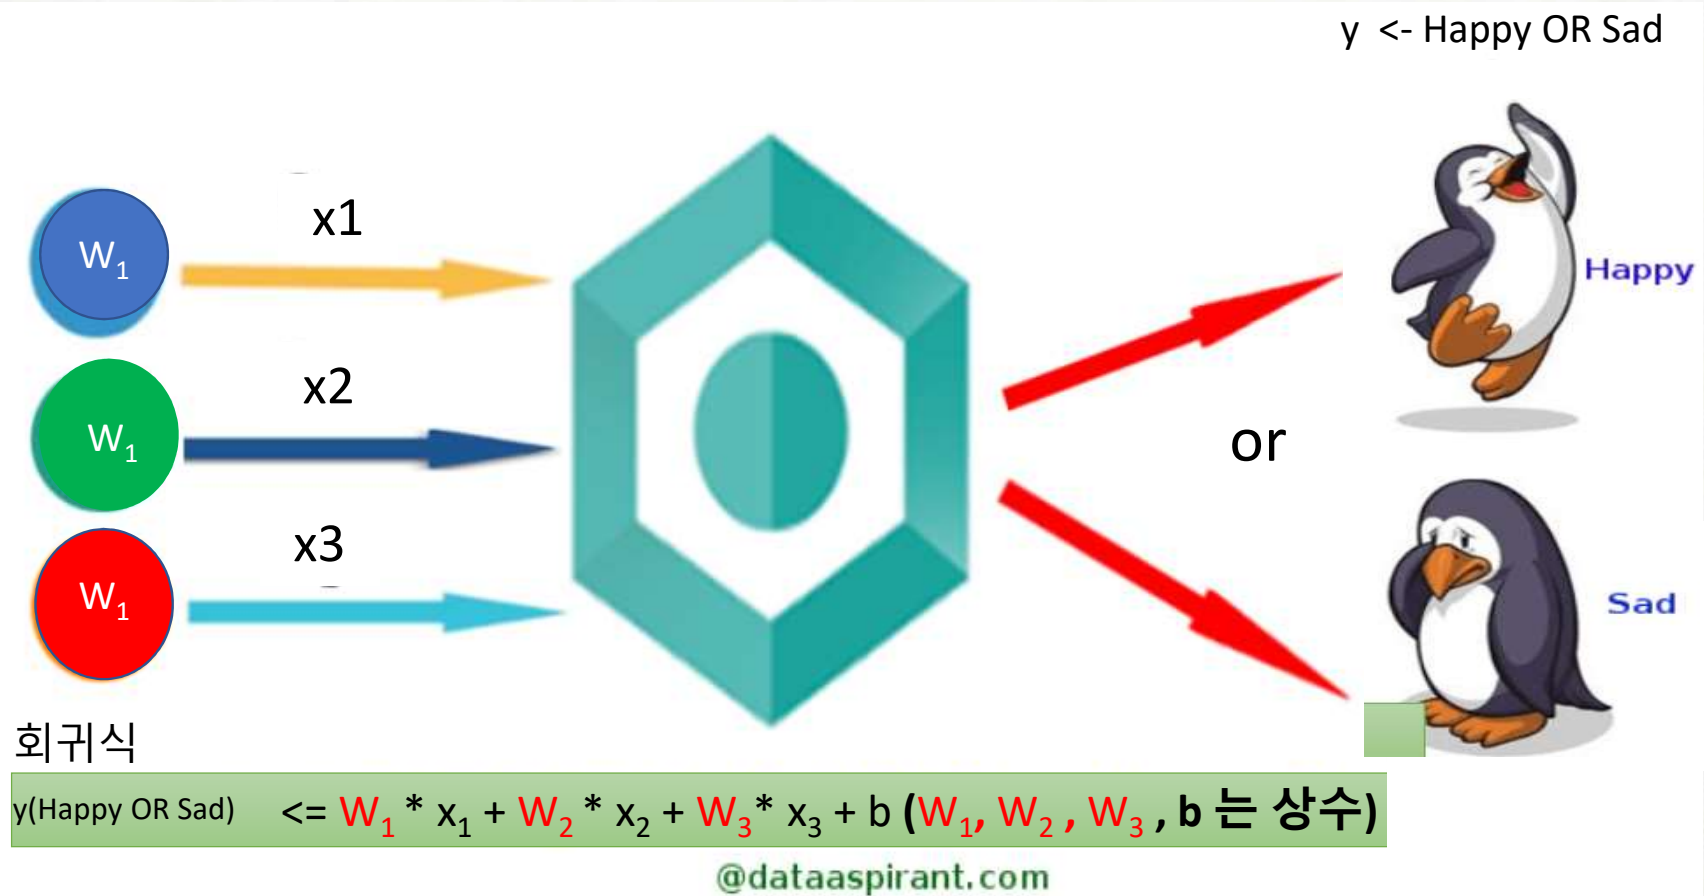 y <- Happy OR Sad
x1
W₁
Happy
x2
W₁
or
x3
W₁
Sad
회귀식
y(Happy OR Sad) <= W₁ * x₁ + W₂ * x₂ + W₃* x₃ + b (W₁, W₂ , W₃ , b 는 상수)
@dataaspirant.com